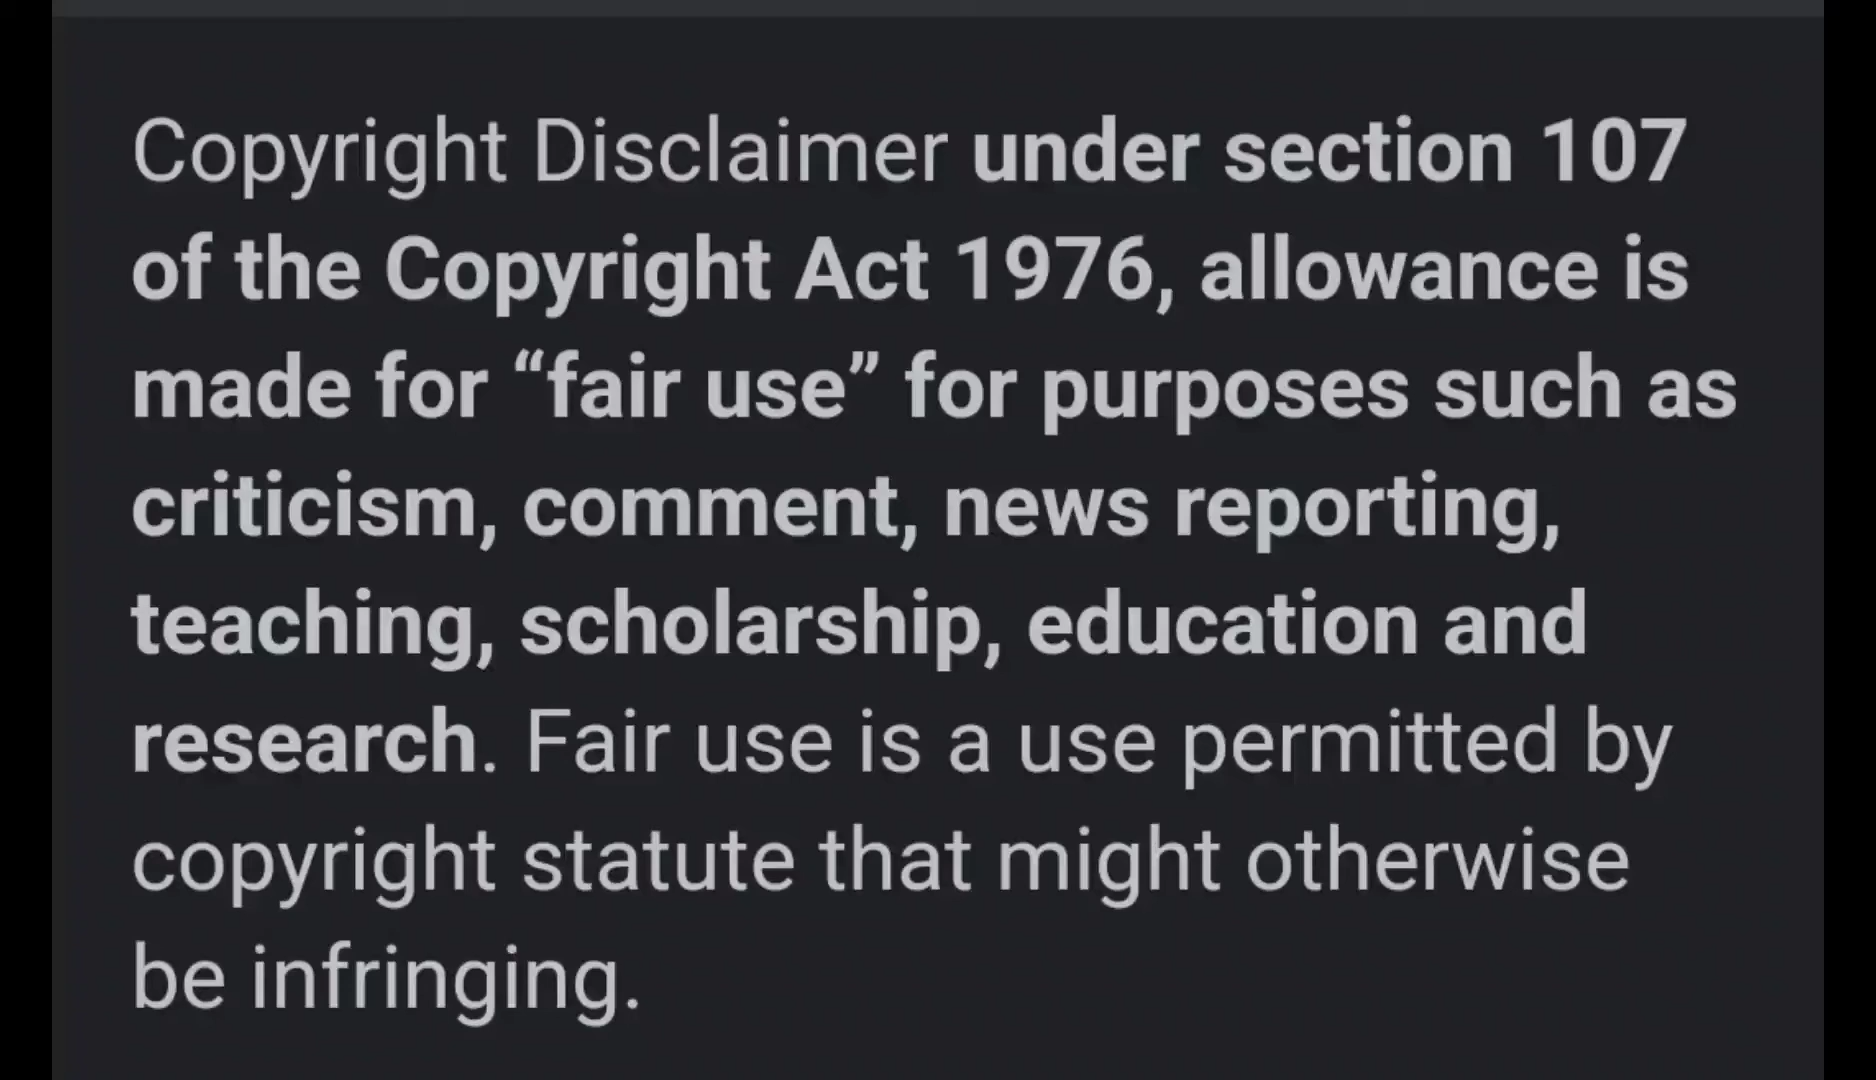 Copyright Disclaimer under section 107
of the Copyright Act 1976, allowance is
made for “fair use” for purposes such as
criticism, comment, news reporting,
teaching, scholarship, education and
research. Fair use is a use permitted by
copyright statute that might otherwise
be infringing.